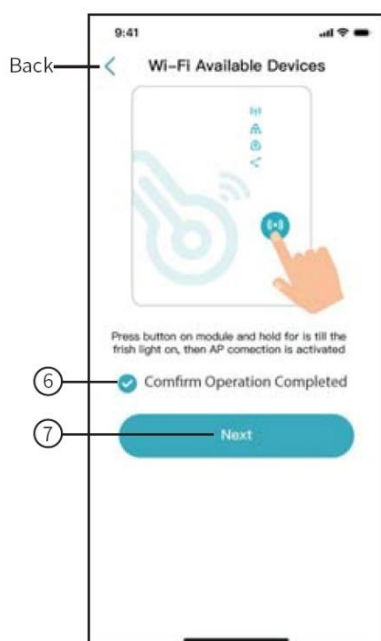 9:41
Back
Wi-Fi Available Devices
Press button on module and hold for is till the
frish light on, then AP comection is activated
6
Comfirm Operation Completed
7
Next